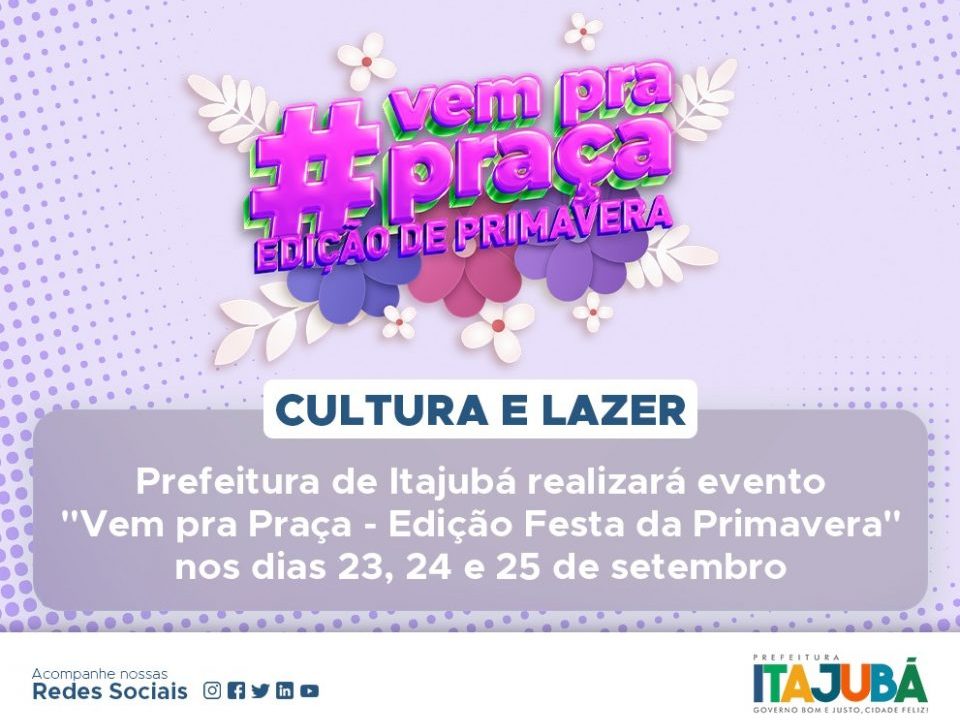 #vem pra
praça
EDIÇÃO DE PRIMAVERA
CULTURA E LAZER
Prefeitura de Itajubá realizará evento
"Vem pra Praça - Edição Festa da Primavera"
nos dias 23, 24 e 25 de setembro
Acompanhe nossas
Redes Sociais
PREFEITURA
ITAJUBÁ
GOVERNO BOM E JUSTO, CIDADE FELIZ!